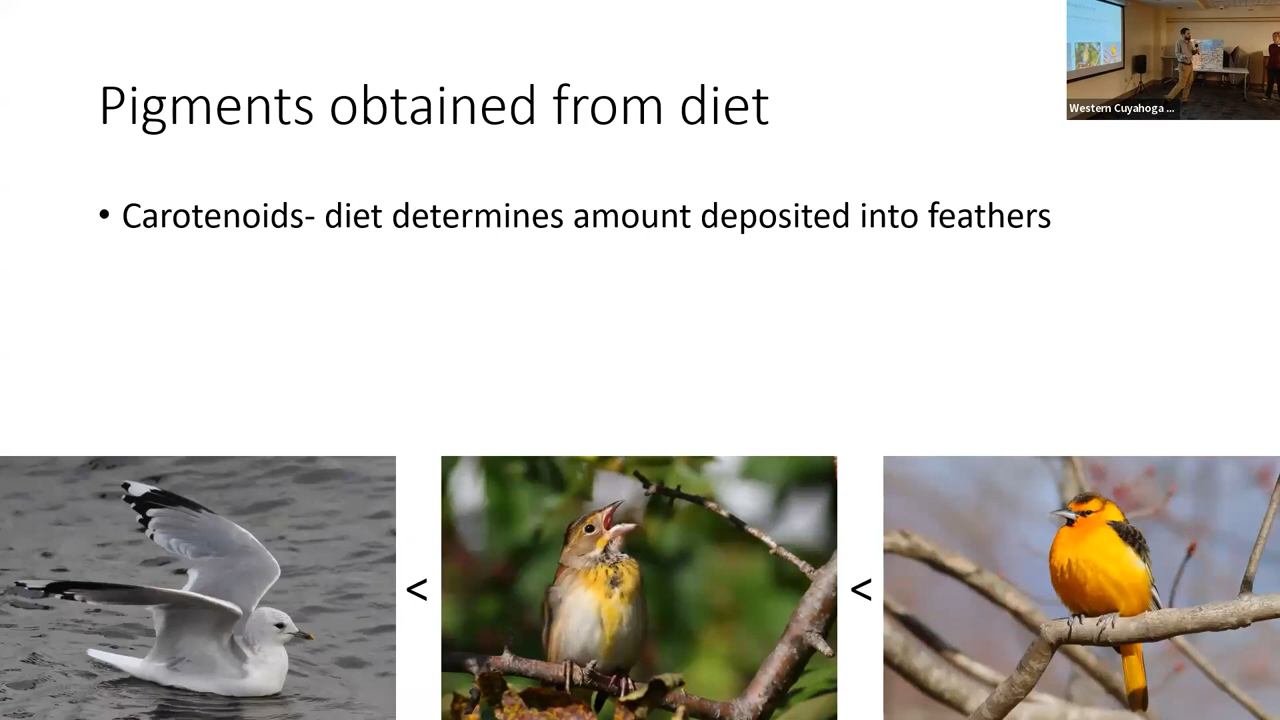 Pigments obtained from diet
Western Cuyahoga ...
• Carotenoids- diet determines amount deposited into feathers
< <